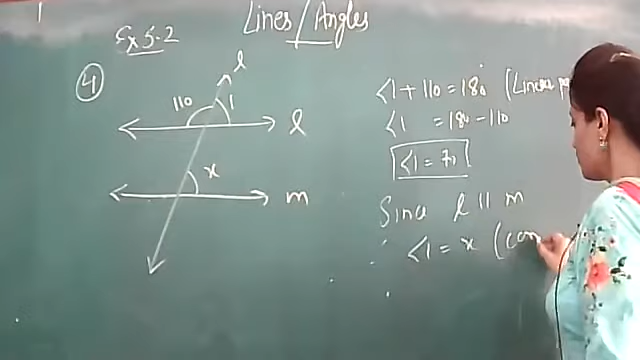 Lines / Angles
Ex 5.2
4
l
110 1
l
x
m
<1 + 110 = 180 (Linear
<1 = 180 - 110
<1 = 70
Since l || m
∴ <1 = x (corr